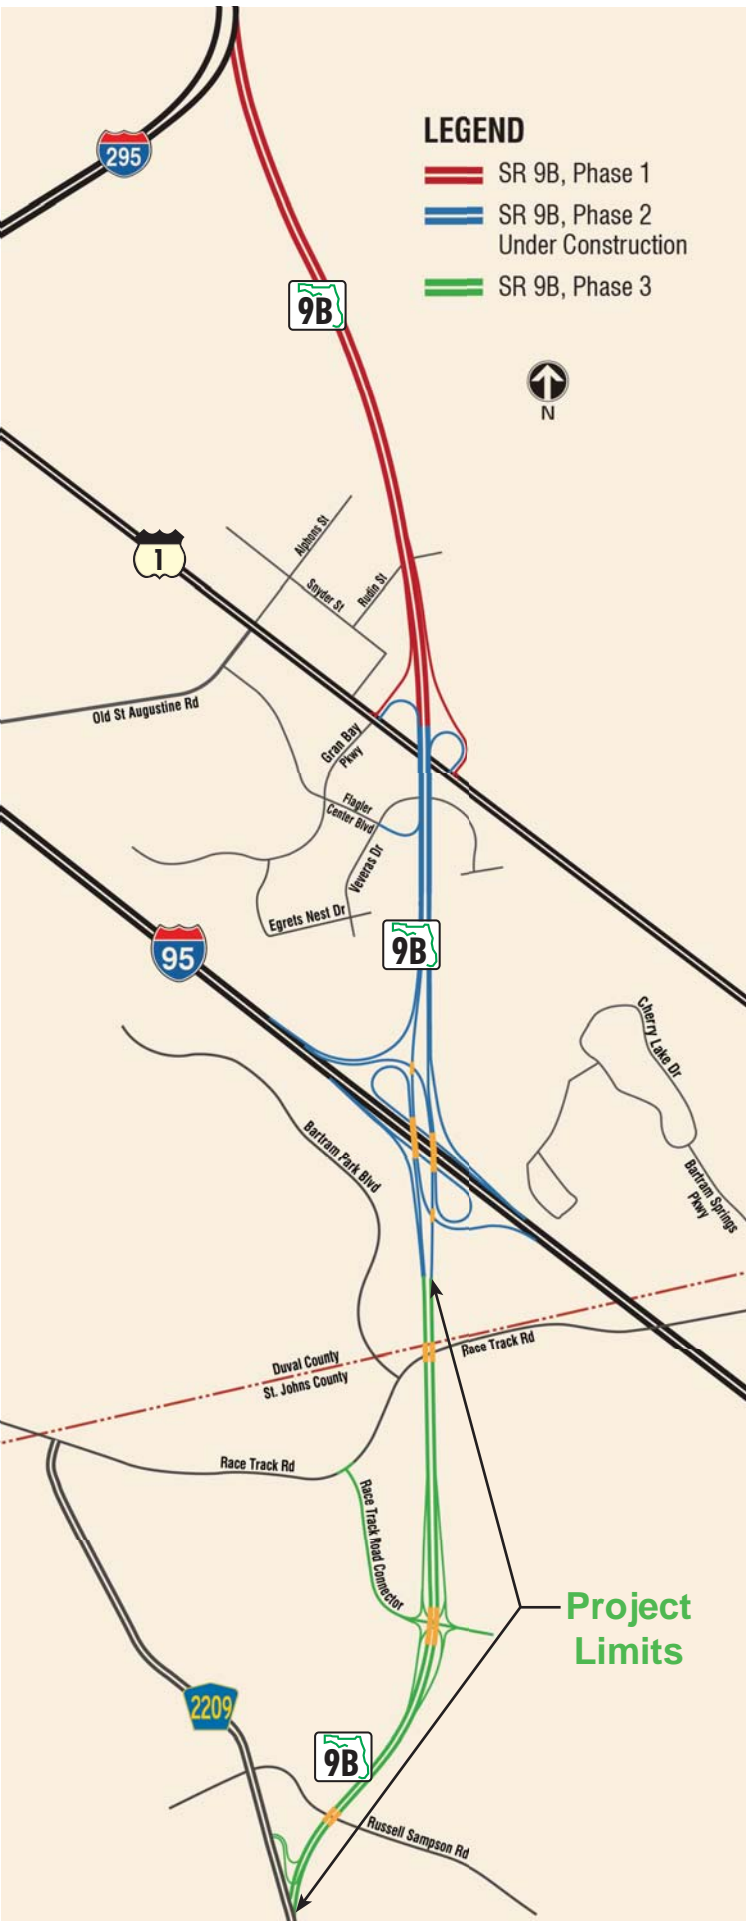 295
LEGEND
SR 9B, Phase 1
SR 9B, Phase 2
Under Construction
SR 9B, Phase 3
9B
N
1
Alphons St
Snyder St
Rudin St
Old St Augustine Rd
Gran Bay
Pkwy
Flagler
Center Blvd
Veveras Dr
Egrets Nest Dr
9B
95
Cherry Lake Dr
Bartram Park Blvd
Bartram Springs
Pkwy
Race Track Rd
Duval County
St. Johns County
Race Track Rd
Race Track Road Connector
Project
Limits
2209
9B
Russell Sampson Rd